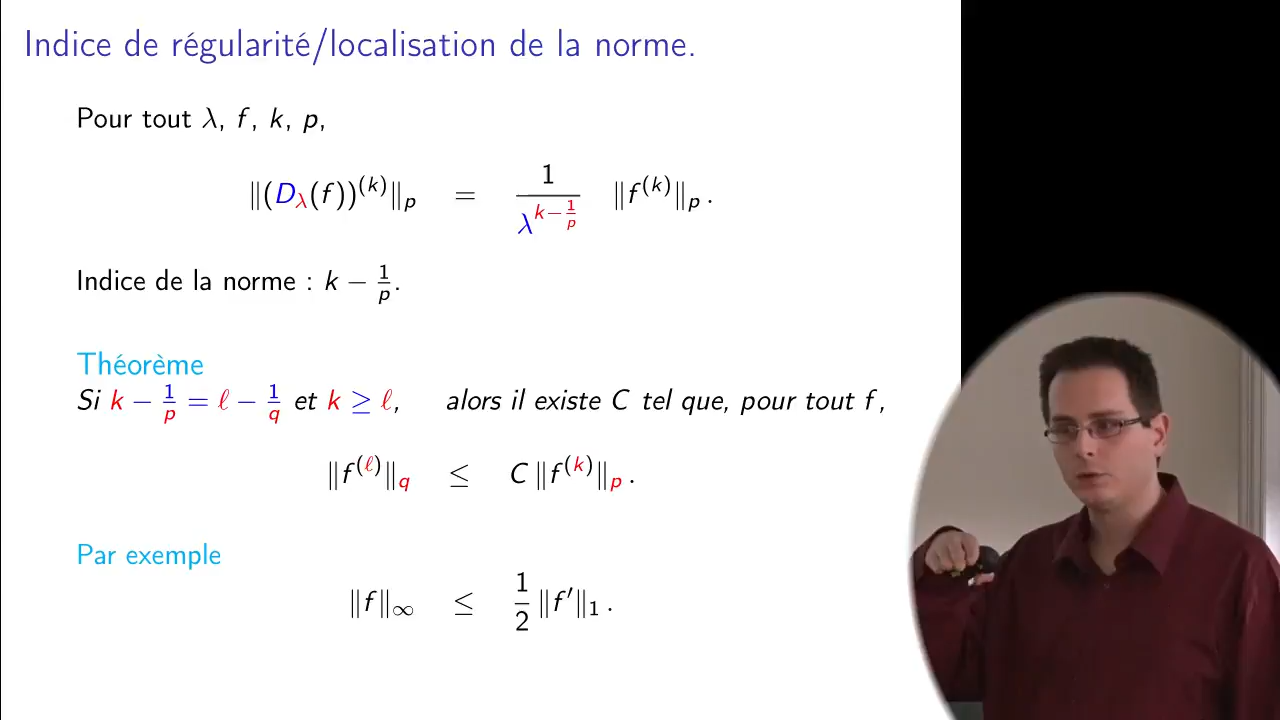 Indice de régularité/localisation de la norme.
Pour tout λ, f, k, p,
‖(D_λ(f))^(k)‖_p = 1/λ^{k−1/p} ‖f^(k)‖_p .
Indice de la norme : k − 1/p.
Théorème
Si k − 1/p = ℓ − 1/q et k ≥ ℓ, alors il existe C tel que, pour tout f,
‖f^(ℓ)‖_q ≤ C ‖f^(k)‖_p .
Par exemple
‖f‖_∞ ≤ 1/2 ‖f′‖_1 .